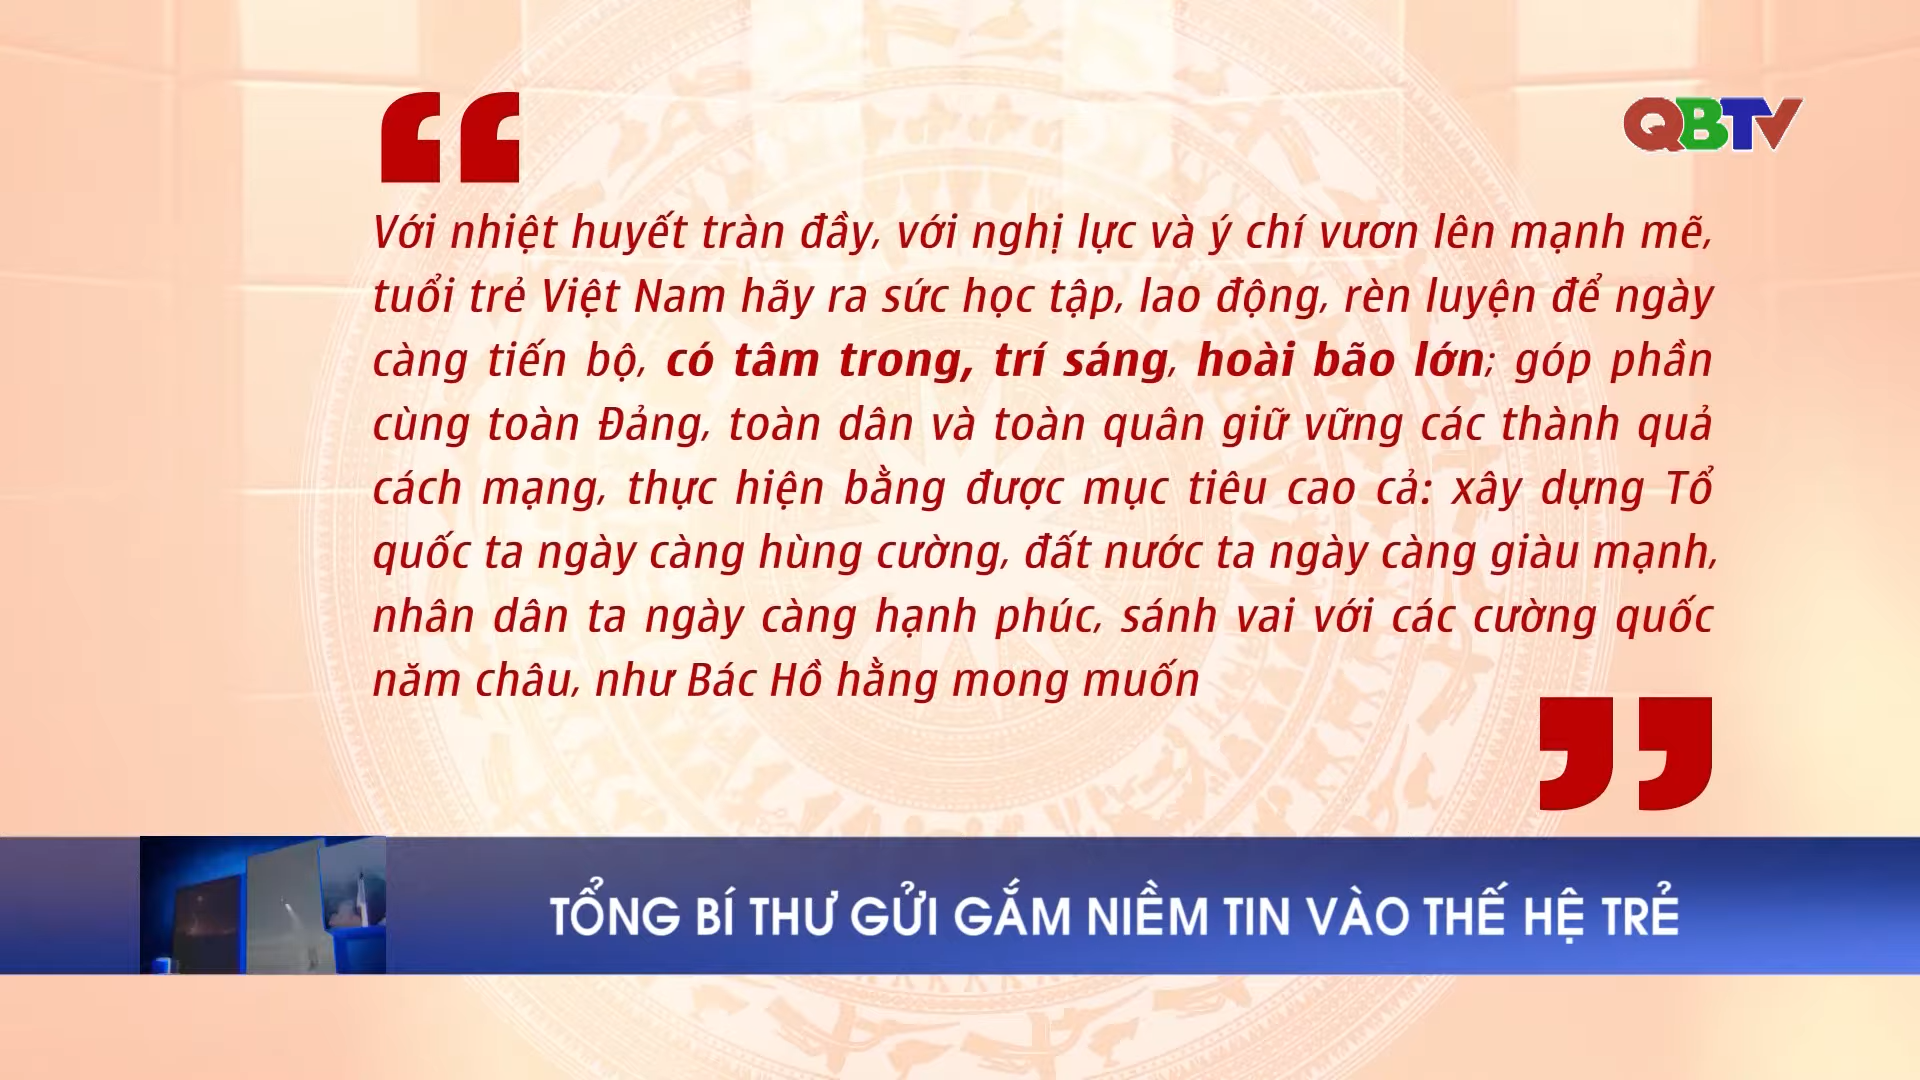 “
QBTV
Với nhiệt huyết tràn đầy, với nghị lực và ý chí vươn lên mạnh mẽ,
tuổi trẻ Việt Nam hãy ra sức học tập, lao động, rèn luyện để ngày
càng tiến bộ, có tâm trong, trí sáng, hoài bão lớn; góp phần
cùng toàn Đảng, toàn dân và toàn quân giữ vững các thành quả
cách mạng, thực hiện bằng được mục tiêu cao cả: xây dựng Tổ
quốc ta ngày càng hùng cường, đất nước ta ngày càng giàu mạnh,
nhân dân ta ngày càng hạnh phúc, sánh vai với các cường quốc
năm châu, như Bác Hồ hằng mong muốn
”
TỔNG BÍ THƯ GỬI GẮM NIỀM TIN VÀO THẾ HỆ TRẺ